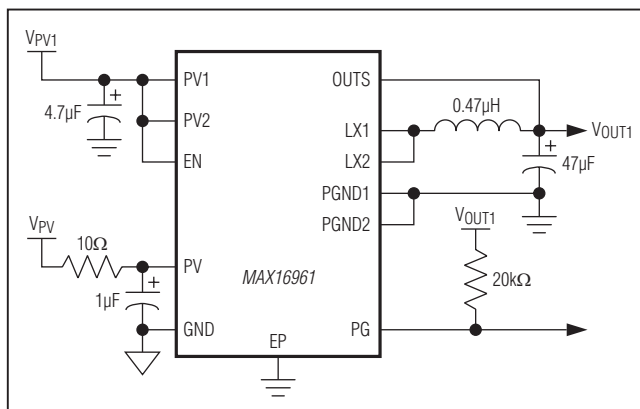 VPV1
PV1
OUTS
4.7µF
+
0.47µH
PV2
LX1
VOUT1
EN
LX2
+
47µF
PGND1
PGND2
VPV
VOUT1
10Ω
PV
MAX16961
20kΩ
1µF
+
GND
PG
EP